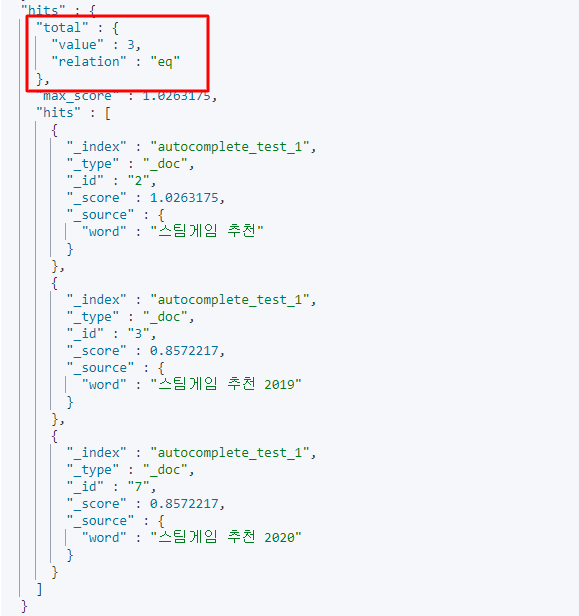 "hits" : {
"total" : {
"value" : 3,
"relation" : "eq"
},
"max_score" : 1.0263175,
"hits" : [
{
"_index" : "autocomplete_test_1",
"_type" : "_doc",
"_id" : "2",
"_score" : 1.0263175,
"_source" : {
"word" : "스팀게임 추천"
}
},
{
"_index" : "autocomplete_test_1",
"_type" : "_doc",
"_id" : "3",
"_score" : 0.8572217,
"_source" : {
"word" : "스팀게임 추천 2019"
}
},
{
"_index" : "autocomplete_test_1",
"_type" : "_doc",
"_id" : "7",
"_score" : 0.8572217,
"_source" : {
"word" : "스팀게임 추천 2020"
}
}
]
}